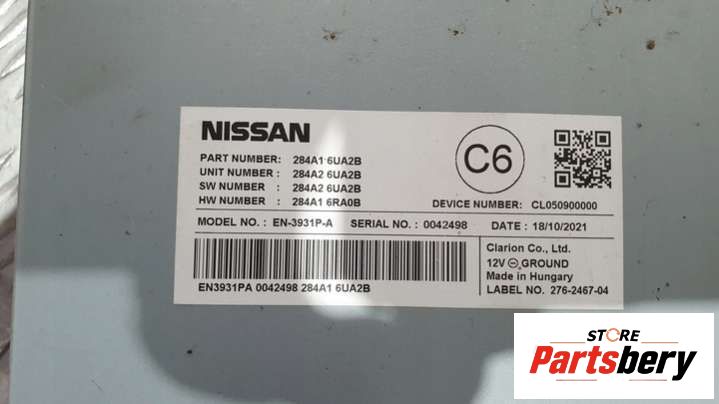 NISSAN
C6
PART NUMBER: 284A1 6UA2B
UNIT NUMBER: 284A2 6UA2B
SW NUMBER: 284A2 6UA2B
HW NUMBER: 284A1 6RA0B
DEVICE NUMBER: CL050900000
MODEL NO. : EN-3931P-A SERIAL NO. : 0042498 DATE : 18/10/2021
Clarion Co., Ltd.
12V ⊖ GROUND
Made in Hungary
EN3931PA 0042498 284A1 6UA2B
LABEL NO. 276-2467-04
STORE
Partsbery